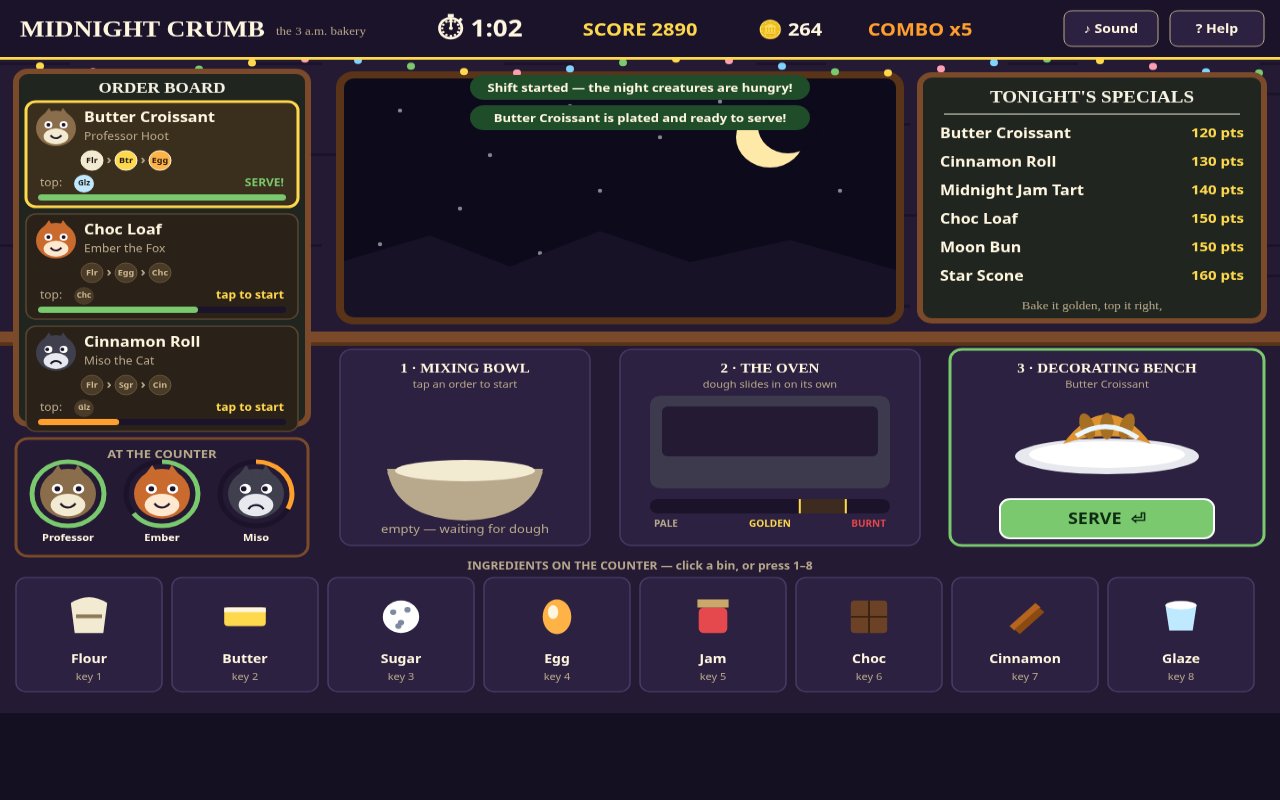 MIDNIGHT CRUMB the 3 a.m. bakery
⏱ 1:02
SCORE 2890
264
COMBO x5
♪ Sound
? Help
ORDER BOARD
Butter Croissant
Professor Hoot
Flr › Btr › Egg
top: Glz SERVE!
Choc Loaf
Ember the Fox
Flr › Egg › Chc
top: Chc tap to start
Cinnamon Roll
Miso the Cat
Flr › Sgr › Cin
top: Glz tap to start
AT THE COUNTER
Professor Ember Miso
Shift started — the night creatures are hungry!
Butter Croissant is plated and ready to serve!
TONIGHT'S SPECIALS
Butter Croissant 120 pts
Cinnamon Roll 130 pts
Midnight Jam Tart 140 pts
Choc Loaf 150 pts
Moon Bun 150 pts
Star Scone 160 pts
Bake it golden, top it right,
1 · MIXING BOWL
tap an order to start
empty — waiting for dough
2 · THE OVEN
dough slides in on its own
PALE GOLDEN BURNT
3 · DECORATING BENCH
Butter Croissant
SERVE ⏎
INGREDIENTS ON THE COUNTER — click a bin, or press 1–8
Flour
key 1
Butter
key 2
Sugar
key 3
Egg
key 4
Jam
key 5
Choc
key 6
Cinnamon
key 7
Glaze
key 8